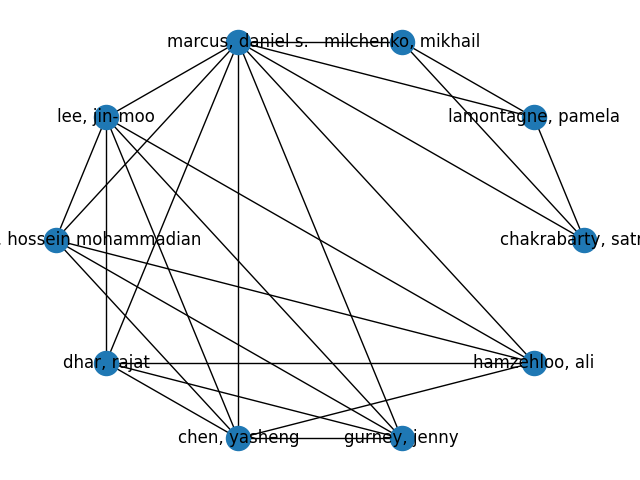 marcus, daniel s.
milchenko, mikhail
lee, jin-moo
lamontagne, pamela
hossein mohammadian
chakrabarty,
dhar, rajat
hamzehloo, ali
chen, yasheng
gurney, jenny